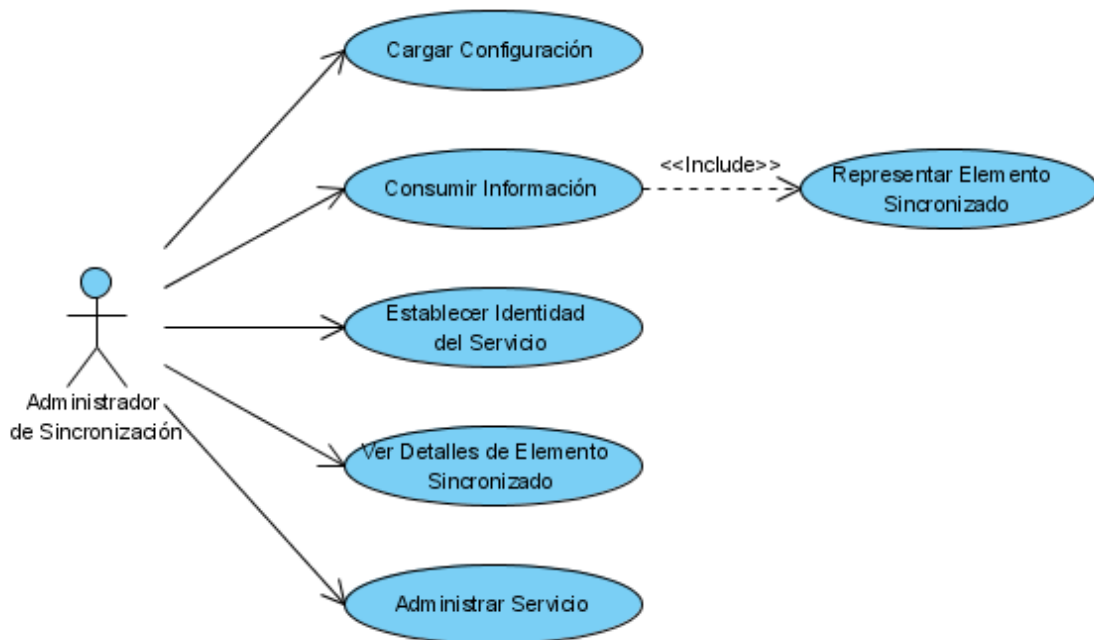 Cargar Configuración
Consumir Información
<<Include>>
Representar Elemento
Sincronizado
Establecer Identidad
del Servicio
Administrador
de Sincronización
Ver Detalles de Elemento
Sincronizado
Administrar Servicio